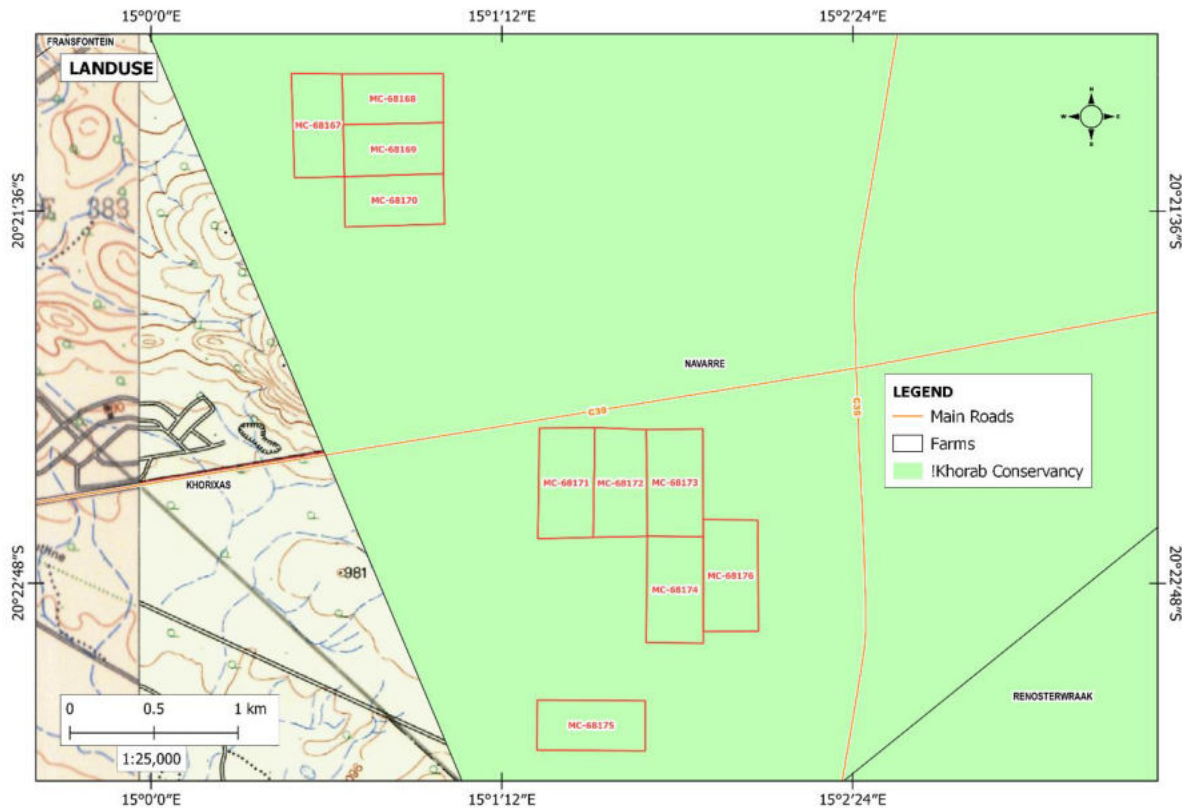 15°0′0″E 15°1′12″E 15°2′24″E
FRANSFONTEIN
LANDUSE
MC-68168
MC-68167
MC-68169
MC-68170
20°21′36″S
383
20°21′36″S
NAVARRE
LEGEND
Main Roads
Farms
!Khorab Conservancy
C39
C35
KHORIXAS
MC-68171 MC-68172 MC-68173
MC-68174
MC-68176
981
20°22′48″S
20°22′48″S
RENOSTERWRAAK
MC-68175
0 0.5 1 km
1:25,000
15°0′0″E 15°1′12″E 15°2′24″E
N
W E
S